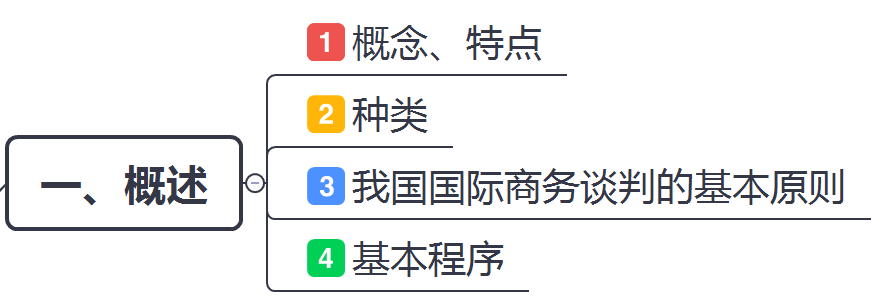 1 概念、特点
2 种类
一、概述
3 我国国际商务谈判的基本原则
4 基本程序